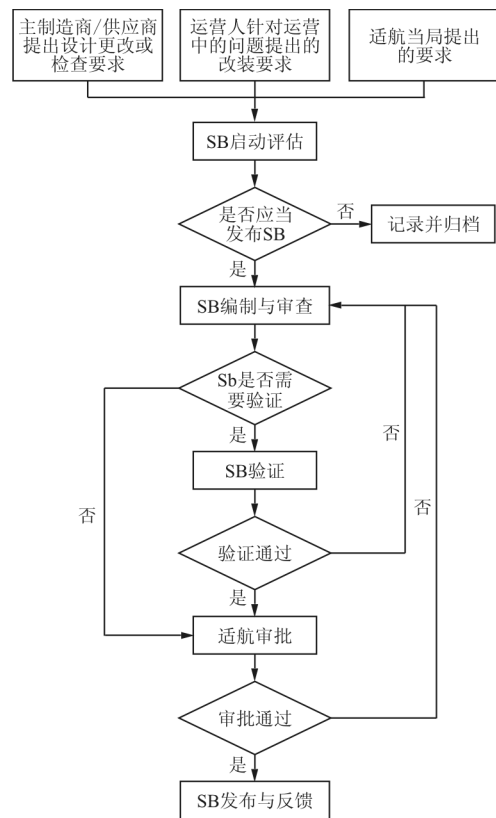 主制造商/供应商
提出设计更改或
检查要求
运营人针对运营
中的问题提出的
改装要求
适航当局提出
的要求
SB启动评估
是否应当
发布SB
否
记录并归档
是
SB编制与审查
Sb是否需
要验证
是
否
SB验证
否
否
验证通过
是
适航审批
审批通过
是
SB发布与反馈